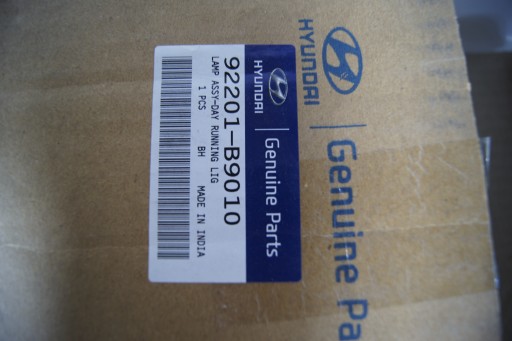 HYUNDAI | Genuine Parts
92201-B9010
LAMP ASSY-DAY RUNNING LIG
1 PCS BH MADE IN INDIA
HYUNDAI | Genuine Pa